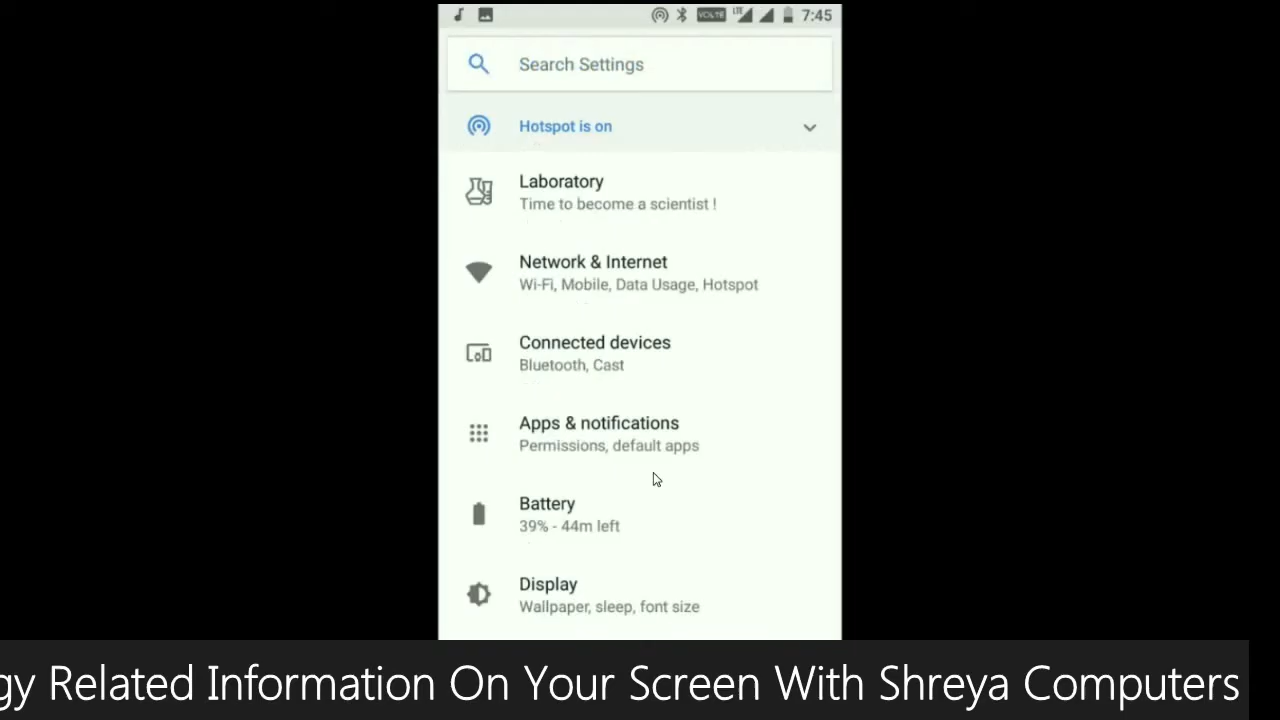 VOLTE LTE 7:45
Search Settings
Hotspot is on
Laboratory
Time to become a scientist !
Network & Internet
Wi-Fi, Mobile, Data Usage, Hotspot
Connected devices
Bluetooth, Cast
Apps & notifications
Permissions, default apps
Battery
39% - 44m left
Display
Wallpaper, sleep, font size
gy Related Information On Your Screen With Shreya Computers